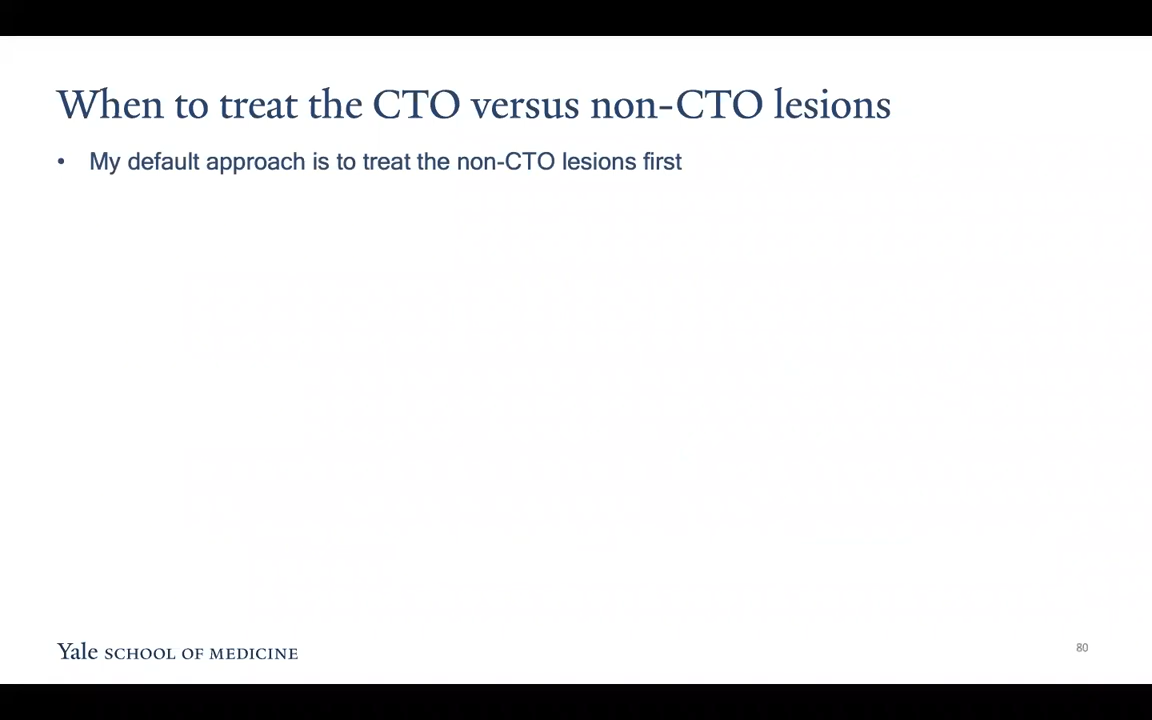 When to treat the CTO versus non-CTO lesions
• My default approach is to treat the non-CTO lesions first
Yale SCHOOL OF MEDICINE
80